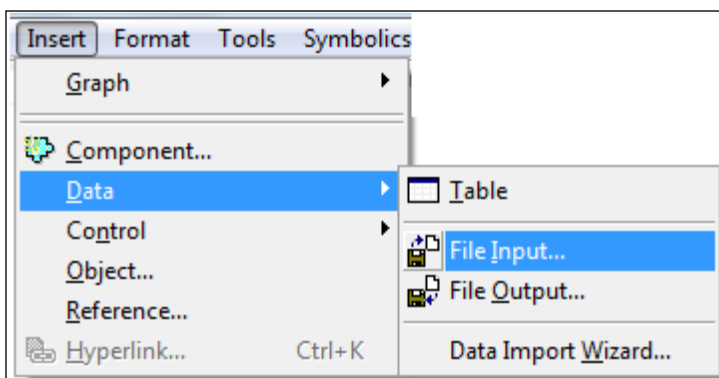 Insert Format Tools Symbolics
Graph
Component...
Data
Control
Object...
Reference...
Hyperlink... Ctrl+K
Table
File Input...
File Output...
Data Import Wizard...